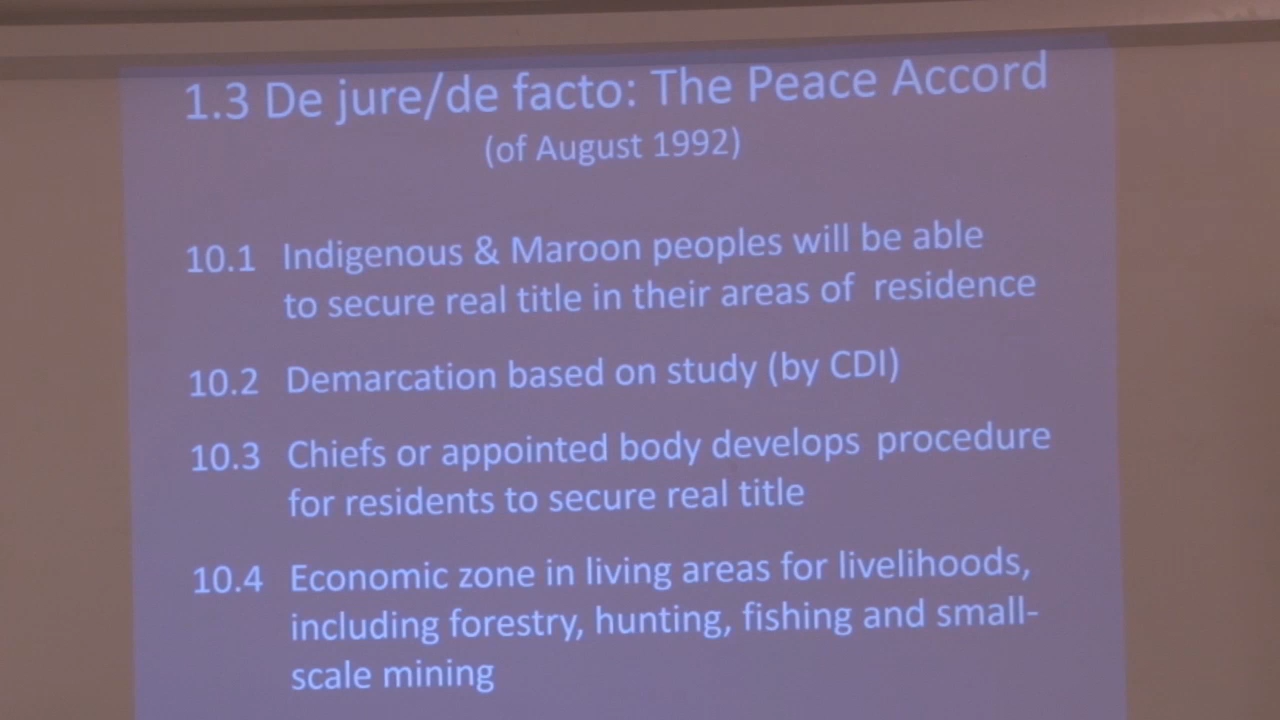 1.3 De jure/de facto: The Peace Accord
(of August 1992)
10.1 Indigenous & Maroon peoples will be able
to secure real title in their areas of residence
10.2 Demarcation based on study (by CDI)
10.3 Chiefs or appointed body develops procedure
for residents to secure real title
10.4 Economic zone in living areas for livelihoods,
including forestry, hunting, fishing and small-
scale mining